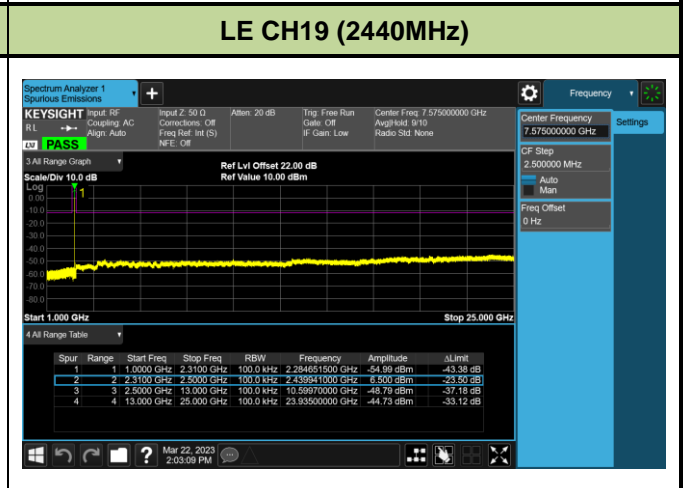 LE CH19 (2440MHz)
Spectrum Analyzer 1
Spurious Emissions
+
Frequency
KEYSIGHT
RL
LXI
PASS
Input: RF
Coupling: AC
Align: Auto
Input Z: 50 Ω
Corrections: Off
Freq Ref: Int (S)
NFE: Off
Atten: 20 dB
Trig: Free Run
Gate: Off
IF Gain: Low
Center Freq: 7.575000000 GHz
Avg|Hold: 9/10
Radio Std: None
Center Frequency
7.575000000 GHz
Settings
CF Step
2.500000 MHz
Auto
Man
Freq Offset
0 Hz
3 All Range Graph
Ref Lvl Offset 22.00 dB
Scale/Div 10.0 dB
Ref Value 10.00 dBm
Log
1
0.00
-10.0
-20.0
-30.0
-40.0
-50.0
-60.0
-70.0
-80.0
Start 1.000 GHz
Stop 25.000 GHz
4 All Range Table
Spur Range Start Freq Stop Freq RBW Frequency Amplitude ΔLimit
1 1 1.0000 GHz 2.3100 GHz 100.0 kHz 2.284651500 GHz -54.99 dBm -43.38 dB
2 2 2.3100 GHz 2.5000 GHz 100.0 kHz 2.439941000 GHz 6.500 dBm -23.50 dB
3 3 2.5000 GHz 13.000 GHz 100.0 kHz 10.59970000 GHz -48.79 dBm -37.18 dB
4 4 13.000 GHz 25.000 GHz 100.0 kHz 23.93500000 GHz -44.73 dBm -33.12 dB
?
Mar 22, 2023
2:03:09 PM